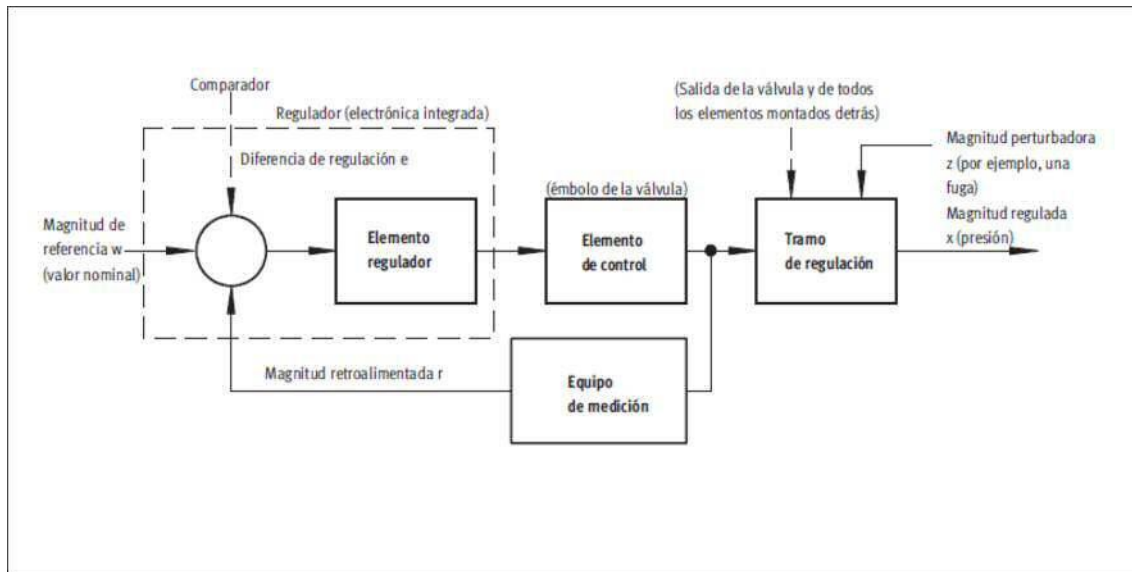 Comparador
Regulador (electrónica integrada)
Diferencia de regulación e
(Salida de la válvula y de todos
los elementos montados detrás)
Magnitud perturbadora
z (por ejemplo, una
fuga)
Magnitud regulada
x (presión)
(émbolo de la válvula)
Magnitud de
referencia w
(valor nominal)
Elemento
regulador
Elemento
de control
Tramo
de regulación
Magnitud retroalimentada r
Equipo
de medición